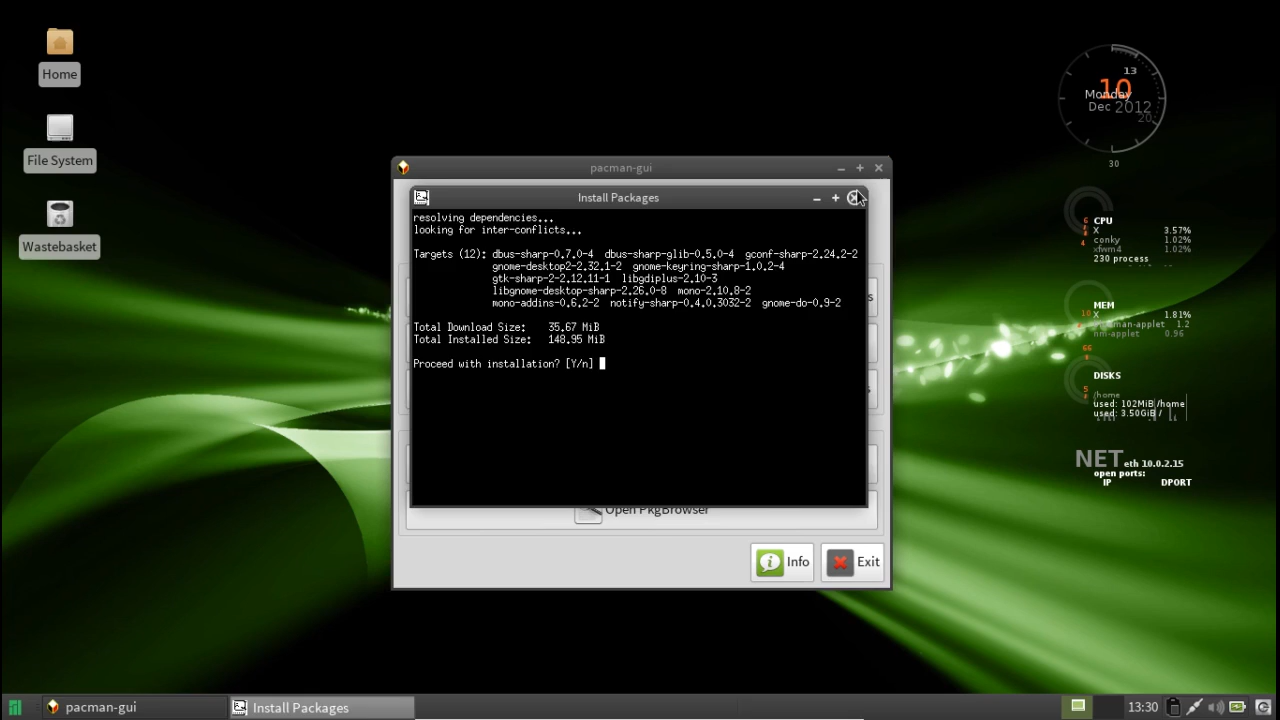 Home
File System
Wastebasket
pacman-gui
Install Packages
resolving dependencies...
looking for inter-conflicts...
Targets (12): dbus-sharp-0.7.0-4 dbus-sharp-glib-0.5.0-4 gconf-sharp-2.24.2-2
gnome-desktop2-2.32.1-2 gnome-keyring-sharp-1.0.2-4
gtk-sharp-2-2.12.11-1 libgdiplus-2.10-3
libgnome-desktop-sharp-2.26.0-8 mono-2.10.8-2
mono-addins-0.6.2-2 notify-sharp-0.4.0.3032-2 gnome-do-0.9-2
Total Download Size: 35.67 MiB
Total Installed Size: 148.95 MiB
Proceed with installation? [Y/n]
s
s
Open PkgBrowser
Info
Exit
13
10
Monday
Dec 2012
20
30
CPU
X 3.57%
conky 1.02%
xfwm4 1.02%
230 process
MEM
X 1.81%
1.2
nm-applet 0.96
DISKS
/home
used: 102MiB /home
used: 3.50GiB /
NET eth 10.0.2.15
open ports:
IP DPORT
pacman-gui
Install Packages
13:30